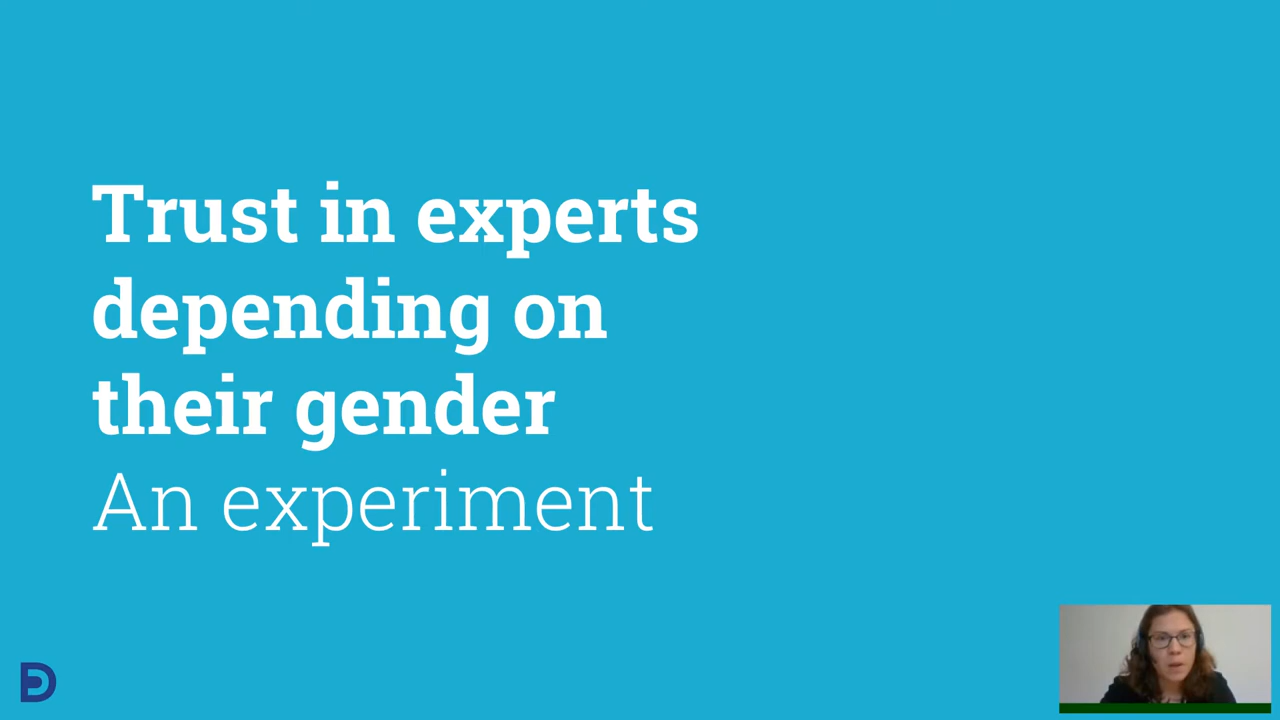 Trust in experts
depending on
their gender
An experiment